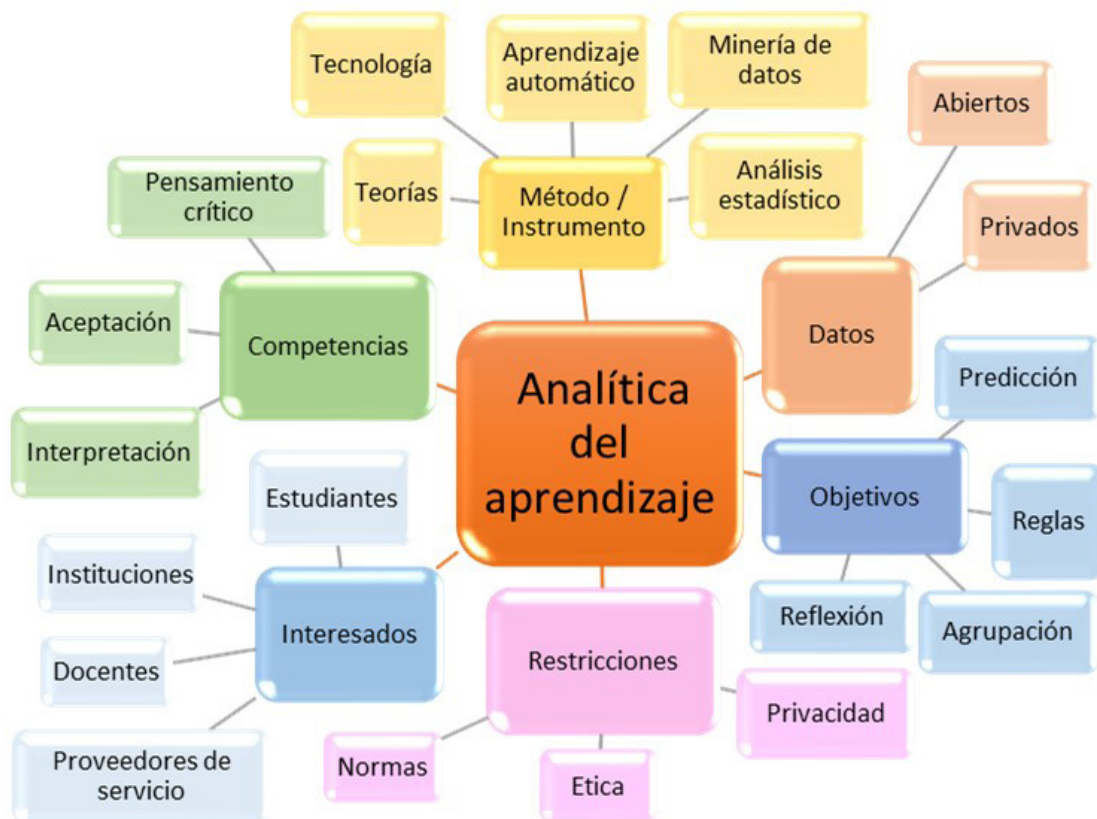 Tecnología
Aprendizaje
automático
Minería de
datos
Teorías
Método /
Instrumento
Análisis
estadístico
Abiertos
Privados
Datos
Pensamiento
crítico
Aceptación
Competencias
Interpretación
Analítica
del
aprendizaje
Predicción
Objetivos
Reglas
Reflexión
Agrupación
Estudiantes
Instituciones
Interesados
Docentes
Proveedores de
servicio
Restricciones
Normas
Etica
Privacidad